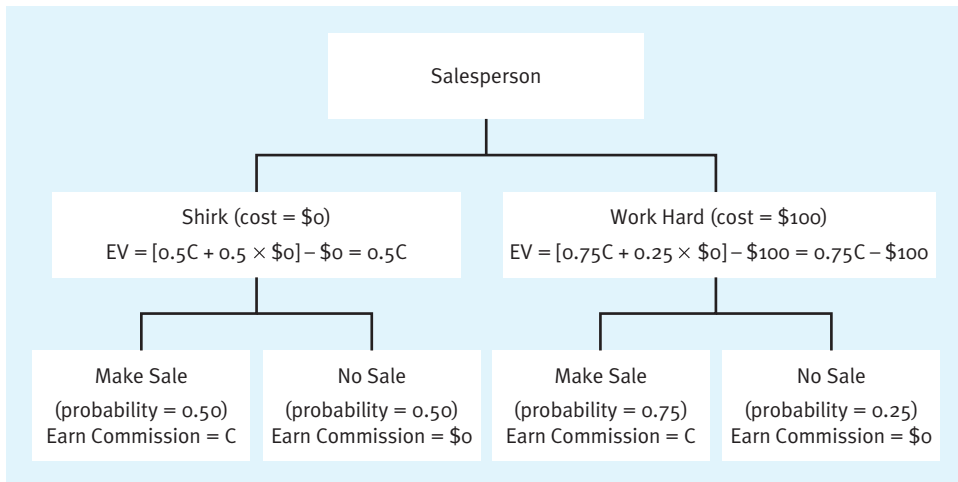 Salesperson
Shirk (cost = $0)
EV = [0.5C + 0.5 × $0] – $0 = 0.5C
Work Hard (cost = $100)
EV = [0.75C + 0.25 × $0] – $100 = 0.75C – $100
Make Sale
(probability = 0.50)
Earn Commission = C
No Sale
(probability = 0.50)
Earn Commission = $0
Make Sale
(probability = 0.75)
Earn Commission = C
No Sale
(probability = 0.25)
Earn Commission = $0